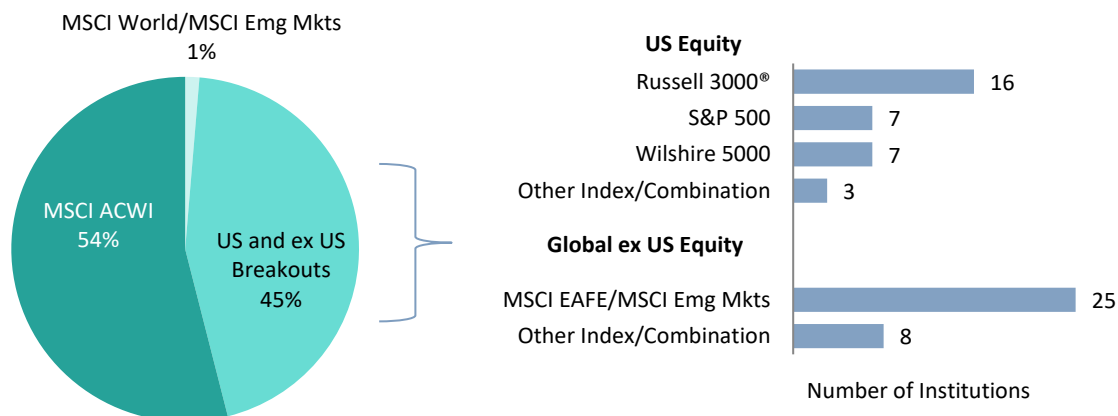 MSCI World/MSCI Emg Mkts
1%
MSCI ACWI
54%
US and ex US
Breakouts
45%
US Equity
Russell 3000® 16
S&P 500 7
Wilshire 5000 7
Other Index/Combination 3
Global ex US Equity
MSCI EAFE/MSCI Emg Mkts 25
Other Index/Combination 8
Number of Institutions